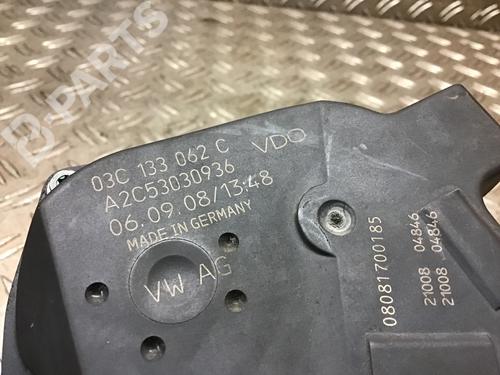 B-PARTS
03C 133 062 C VDO
A2C53030936
06.09.08/13:48
MADE IN GERMANY
VW AG
08081700185
21008 04846
21008 04846